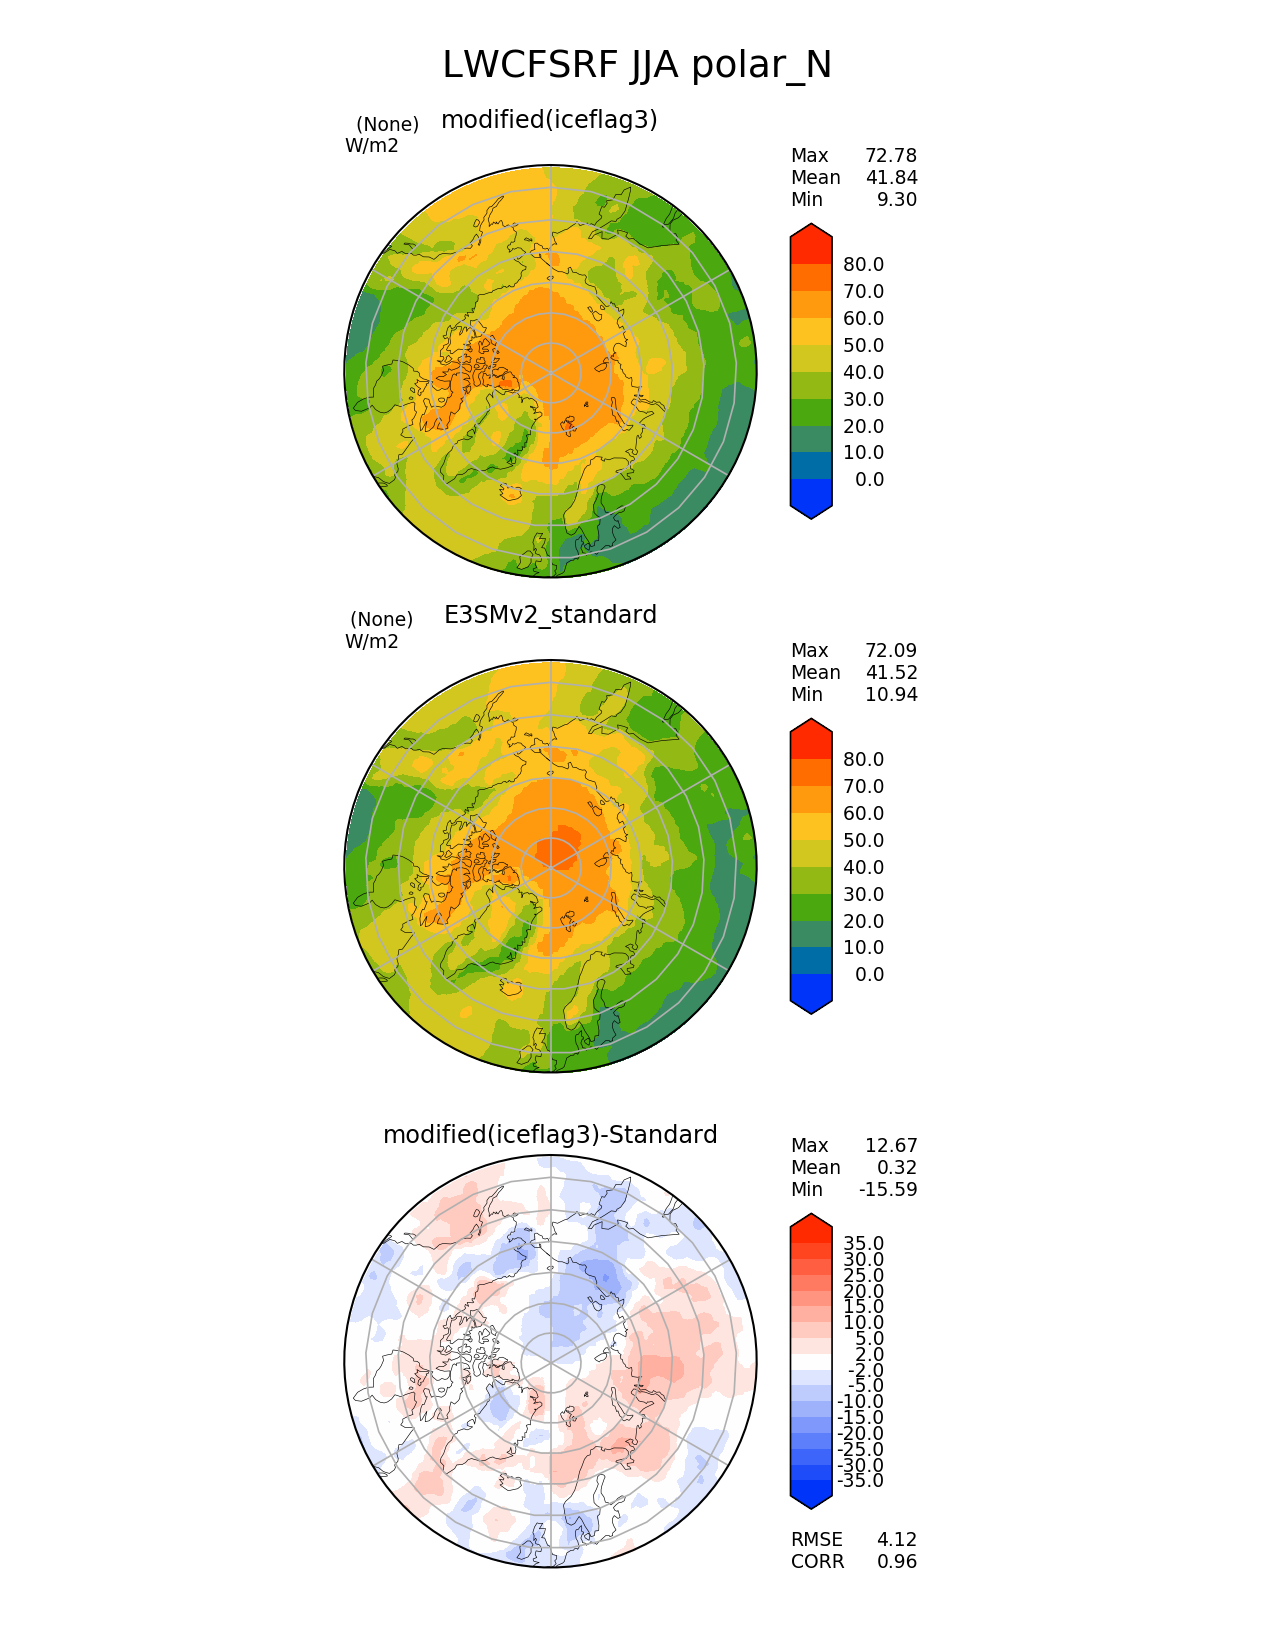 LWCFSRF JJA polar_N
(None) modified(iceflag3)
W/m2
Max 72.78
Mean 41.84
Min 9.30
80.0
70.0
60.0
50.0
40.0
30.0
20.0
10.0
0.0
(None) E3SMv2_standard
W/m2
Max 72.09
Mean 41.52
Min 10.94
80.0
70.0
60.0
50.0
40.0
30.0
20.0
10.0
0.0
modified(iceflag3)-Standard
Max 12.67
Mean 0.32
Min -15.59
35.0
30.0
25.0
20.0
15.0
10.0
5.0
2.0
-2.0
-5.0
-10.0
-15.0
-20.0
-25.0
-30.0
-35.0
RMSE 4.12
CORR 0.96